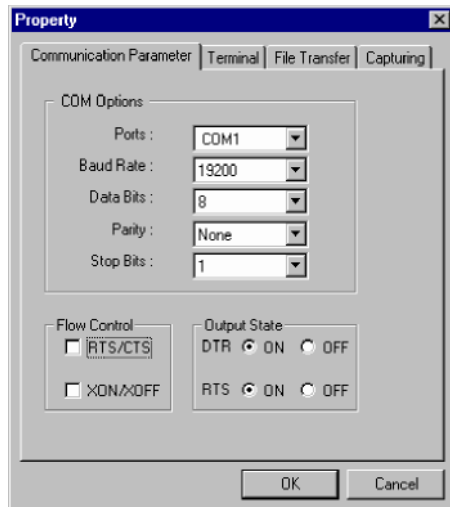 Property
Communication Parameter Terminal File Transfer Capturing
COM Options
Ports : COM1
Baud Rate : 19200
Data Bits : 8
Parity : None
Stop Bits : 1
Flow Control
RTS/CTS
XON/XOFF
Output State
DTR ON OFF
RTS ON OFF
OK Cancel